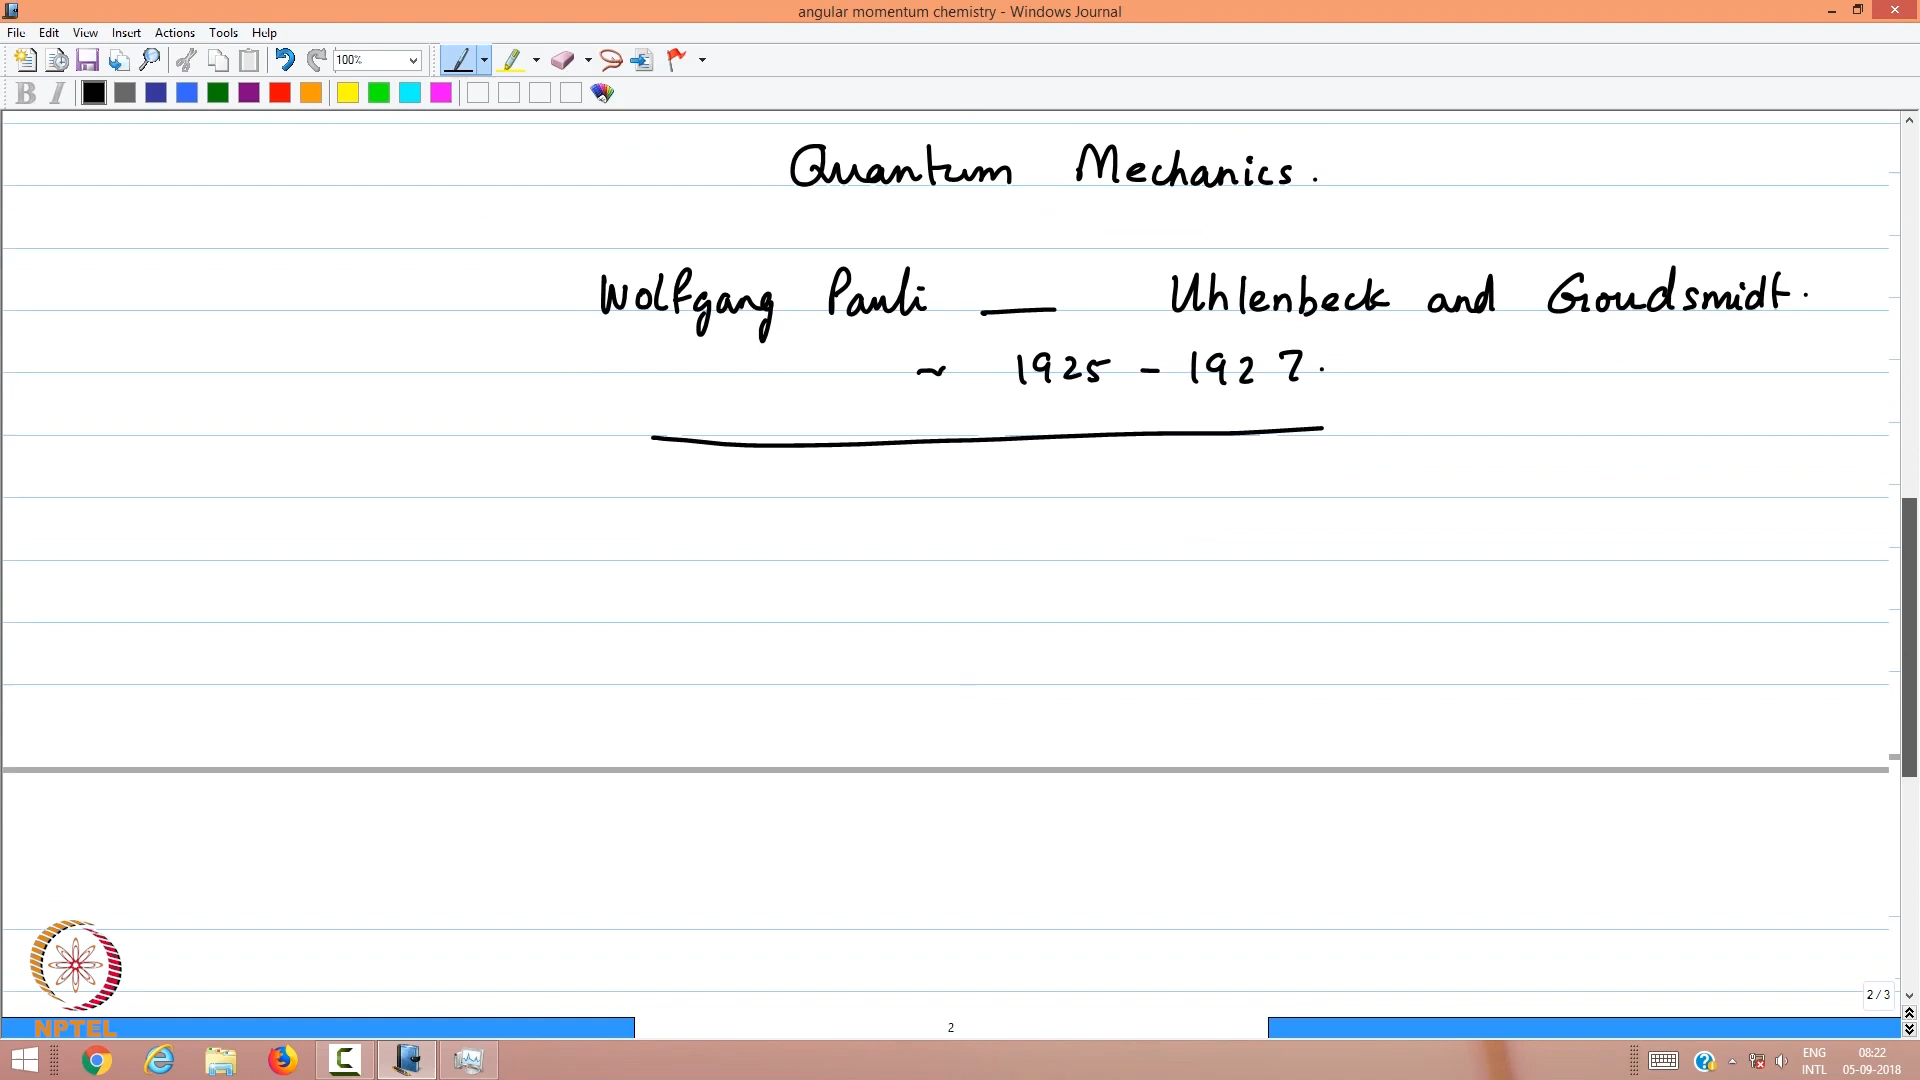 angular momentum chemistry - Windows Journal
File Edit View Insert Actions Tools Help
100%
B I
Quantum Mechanics.
Wolfgang Pauli — Uhlenbeck and Goudsmidt.
~ 1925 - 1927.
2 / 3
NPTEL
2
ENG 08:22
INTL 05-09-2018